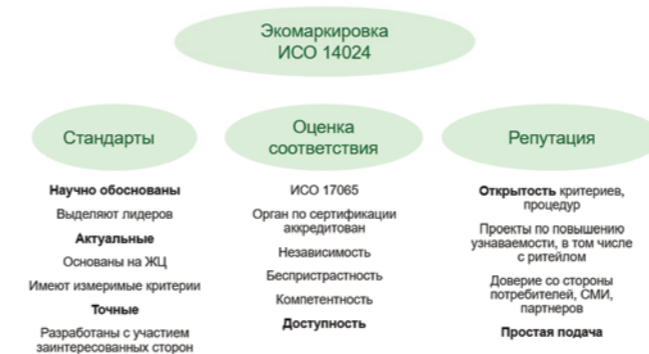 Экомаркировка
ИСО 14024
Стандарты
Научно обоснованы
Выделяют лидеров
Актуальные
Основаны на ЖЦ
Имеют измеримые критерии
Точные
Разработаны с участием
заинтересованных сторон
Оценка
соответствия
ИСО 17065
Орган по сертификации
аккредитован
Независимость
Беспристрастность
Компетентность
Доступность
Репутация
Открытость критериев,
процедур
Проекты по повышению
узнаваемости, в том числе
с ритейлом
Доверие со стороны
потребителей, СМИ,
партнеров
Простая подача